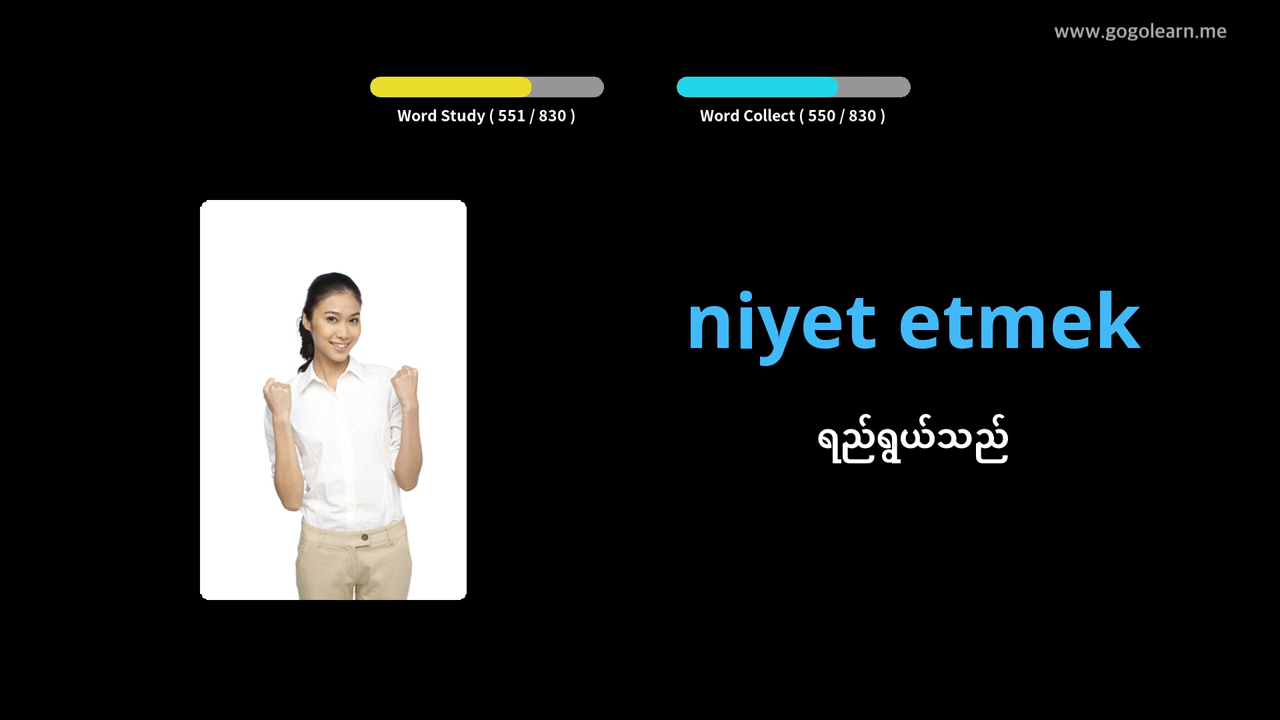 www.gogolearn.me
Word Study ( 551 / 830 )
Word Collect ( 550 / 830 )
niyet etmek
ရည်ရွယ်သည်